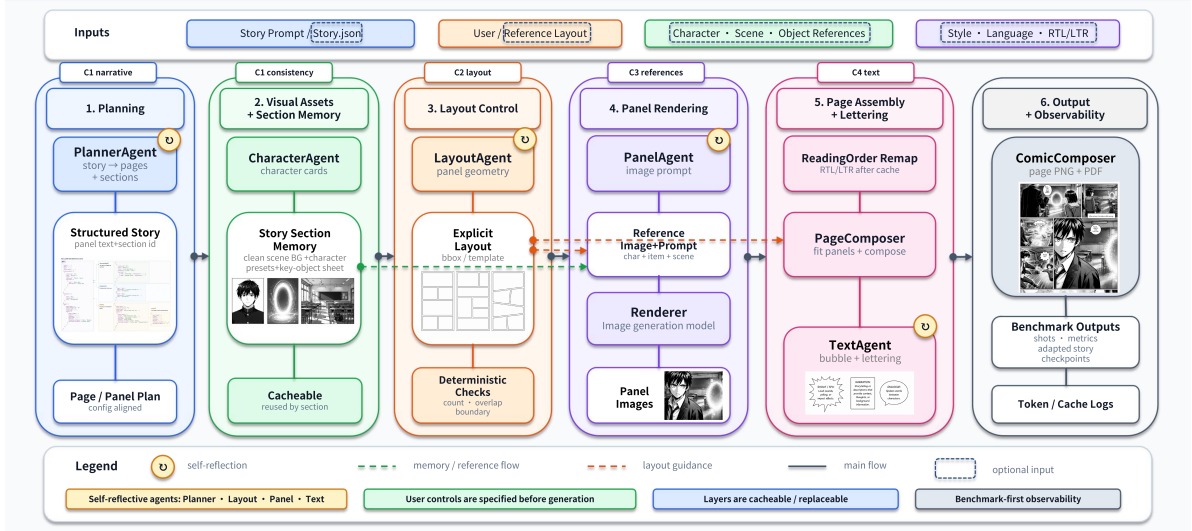 Inputs
Story Prompt / Story.json
User / Reference Layout
Character • Scene • Object References
Style • Language • RTL/LTR
C1 narrative
1. Planning
PlannerAgent
story → pages
+ sections
Structured Story
panel text+section id
Page / Panel Plan
config aligned
C1 consistency
2. Visual Assets
+ Section Memory
CharacterAgent
character cards
Story Section
Memory
clean scene BG +character
presets+key-object sheet
Cacheable
reused by section
C2 layout
3. Layout Control
LayoutAgent
panel geometry
Explicit
Layout
bbox / template
Deterministic
Checks
count • overlap
boundary
C3 references
4. Panel Rendering
PanelAgent
image prompt
Reference
Image+Prompt
char + item + scene
Renderer
Image generation model
Panel
Images
C4 text
5. Page Assembly
+ Lettering
ReadingOrder Remap
RTL/LTR after cache
PageComposer
fit panels + compose
TextAgent
bubble + lettering
6. Output
+ Observability
ComicComposer
page PNG + PDF
Benchmark Outputs
shots • metrics
adapted story
checkpoints
Token / Cache Logs
Legend
self-reflection
memory / reference flow
layout guidance
main flow
optional input
Self-reflective agents: Planner • Layout • Panel • Text
User controls are specified before generation
Layers are cacheable / replaceable
Benchmark-first observability